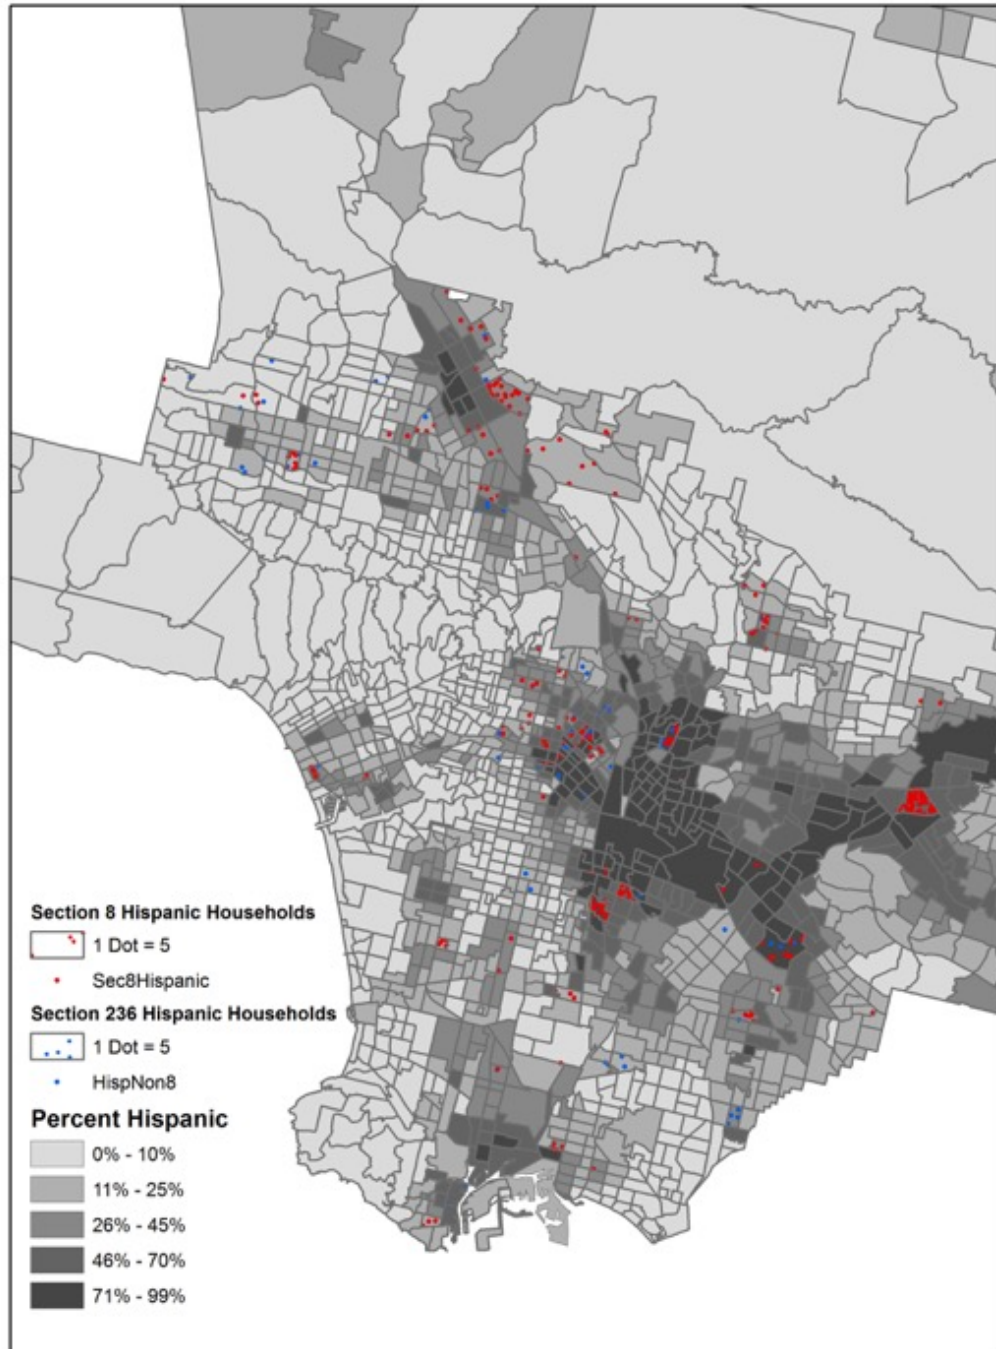 Section 8 Hispanic Households
1 Dot = 5
Sec8Hispanic
Section 236 Hispanic Households
1 Dot = 5
HispNon8
Percent Hispanic
0% - 10%
11% - 25%
26% - 45%
46% - 70%
71% - 99%